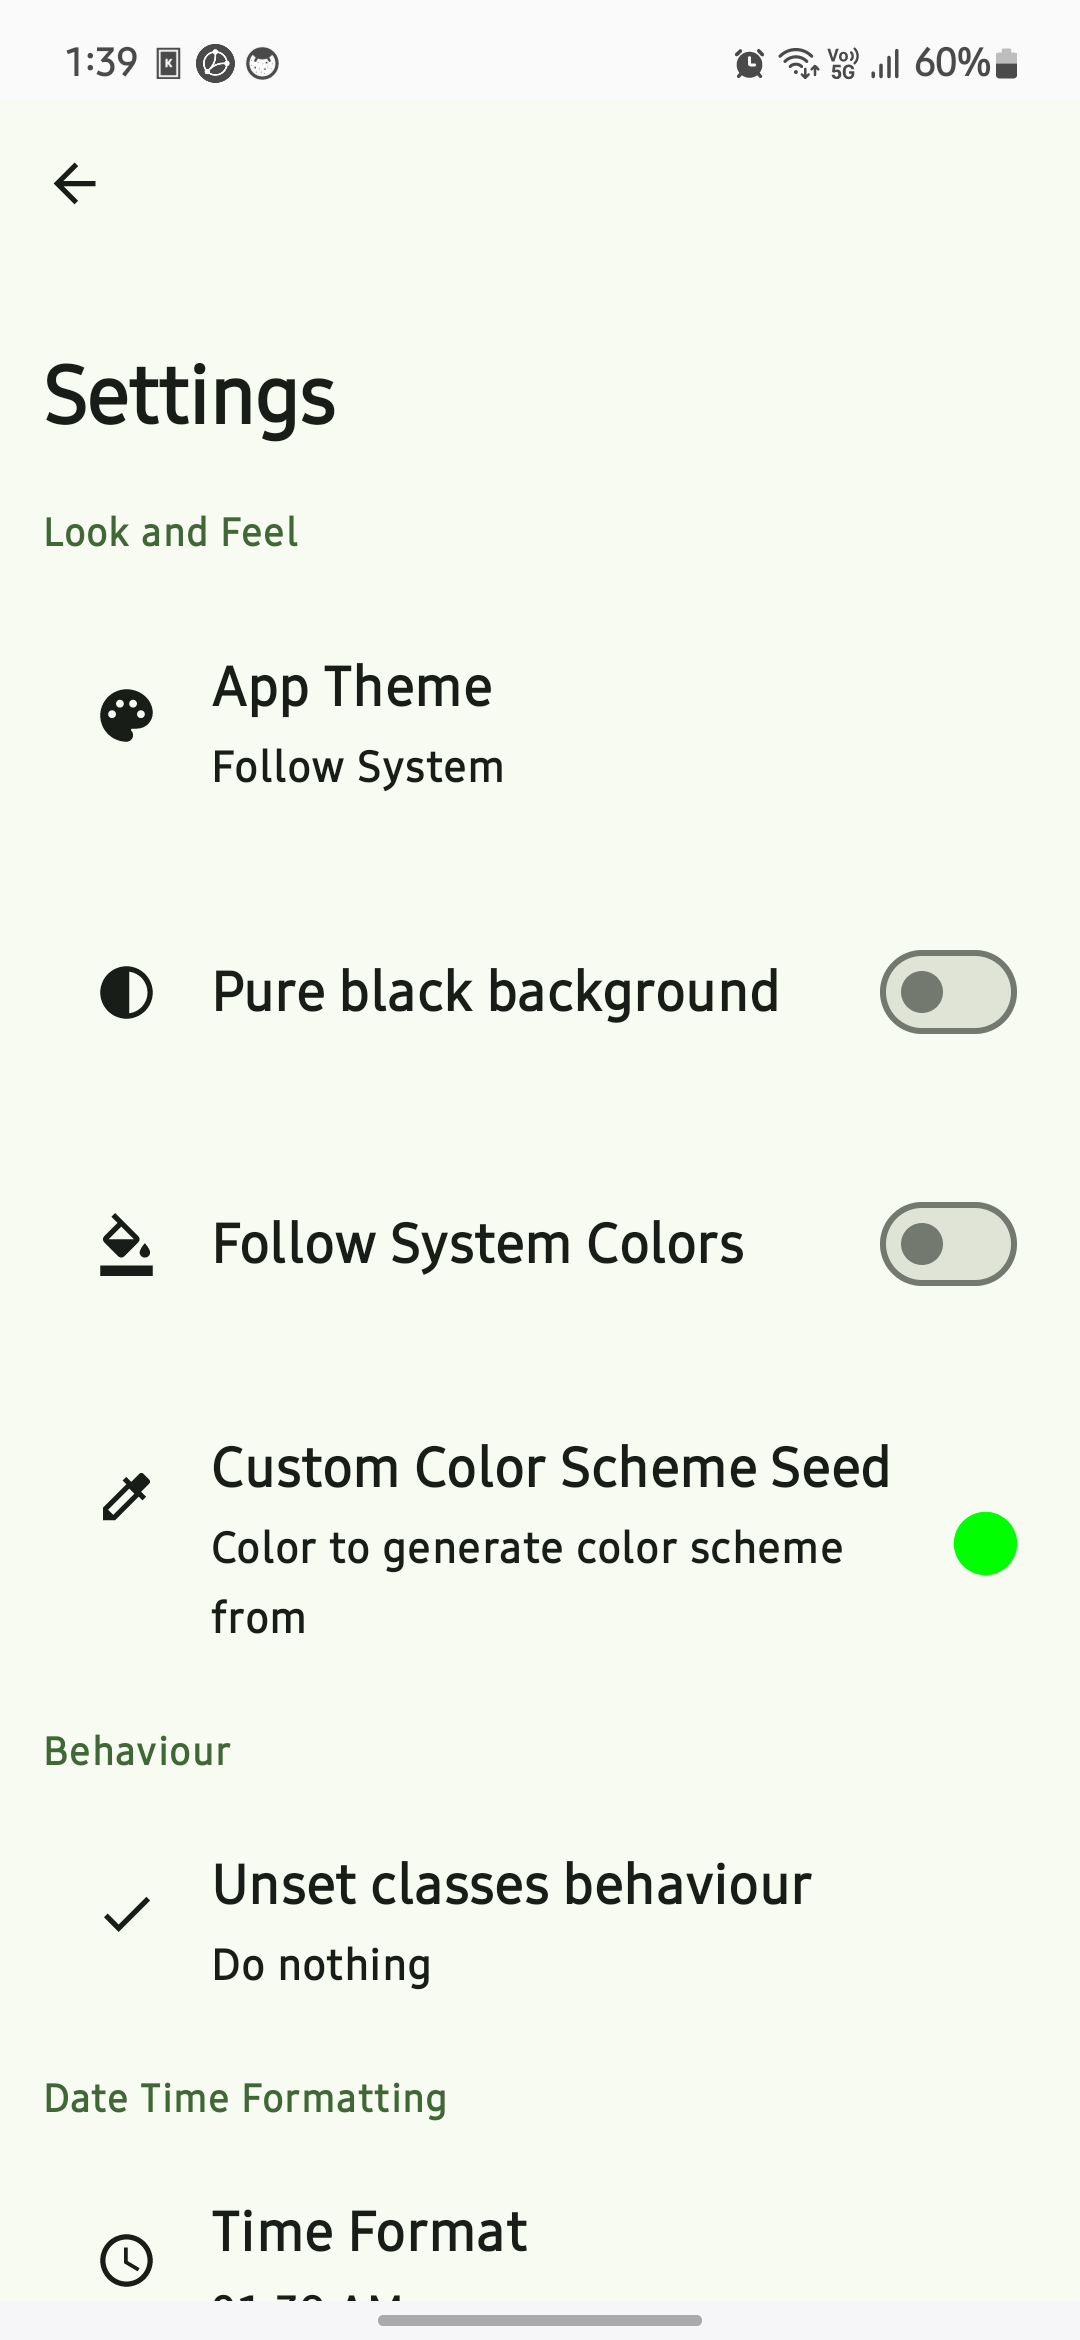 1:39 K Vo)) 5G 60%
Settings
Look and Feel
App Theme
Follow System
Pure black background
Follow System Colors
Custom Color Scheme Seed
Color to generate color scheme
from
Behaviour
Unset classes behaviour
Do nothing
Date Time Formatting
Time Format